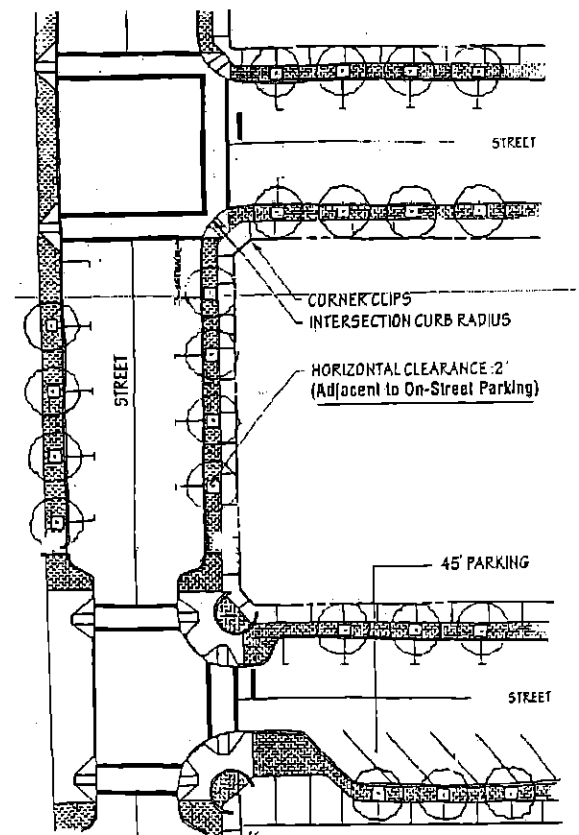 STREET
CORNER CLIPS
INTERSECTION CURB RADIUS
STREET
HORIZONTAL CLEARANCE :2'
(Adjacent to On-Street Parking)
45' PARKING
STREET